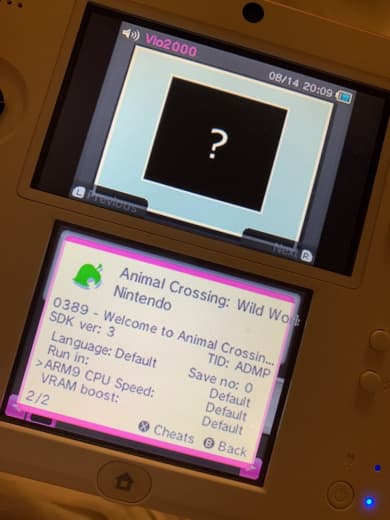 Vio2000
08/14 20:09
?
L Previous
Next R
Animal Crossing: Wild Wo
Nintendo
0389 - Welcome to Animal Crossin...
SDK ver: 3
TID: ADMP
Language: Default
Save no: 0
Run in:
Default
>ARM9 CPU Speed:
Default
VRAM boost:
Default
2/2
X Cheats B Back